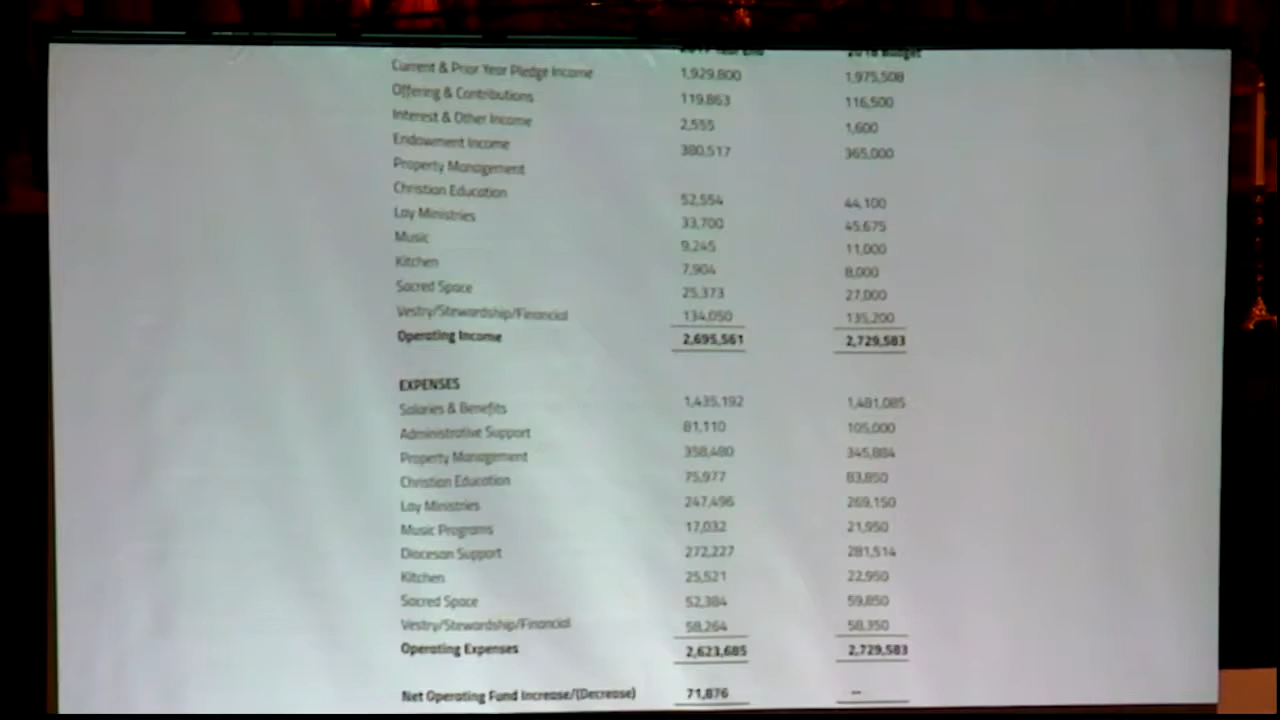 2018 Budget
Current & Prior Year Pledge Income 1,929,800 1,975,508
Offering & Contributions 119,863 116,500
Interest & Other Income 2,555 1,600
Endowment Income 380,517 365,000
Property Management
Christian Education 52,554 44,100
Lay Ministries 33,700 45,675
Music 9,245 11,000
Kitchen 7,904 8,000
Sacred Space 25,373 27,000
Vestry/Stewardship/Financial 134,050 135,200
Operating Income 2,695,561 2,729,583
EXPENSES
Salaries & Benefits 1,435,192 1,481,085
Administrative Support 81,110 105,000
Property Management 358,480 345,884
Christian Education 75,977 83,850
Lay Ministries 247,496 269,150
Music Programs 17,032 21,950
Diocesan Support 272,227 281,514
Kitchen 25,521 22,950
Sacred Space 52,384 59,850
Vestry/Stewardship/Financial 58,264 58,350
Operating Expenses 2,623,685 2,729,583
Net Operating Fund Increase/(Decrease) 71,876 --